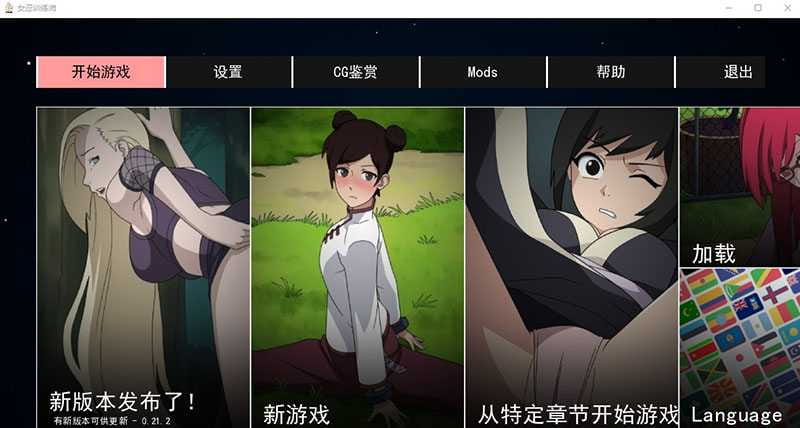 女忍训练师
开始游戏
设置
CG鉴赏
Mods
帮助
退出
新版本发布了!
有新版本可供更新 - 0.21.2
新游戏
从特定章节开始游戏
加载
Language